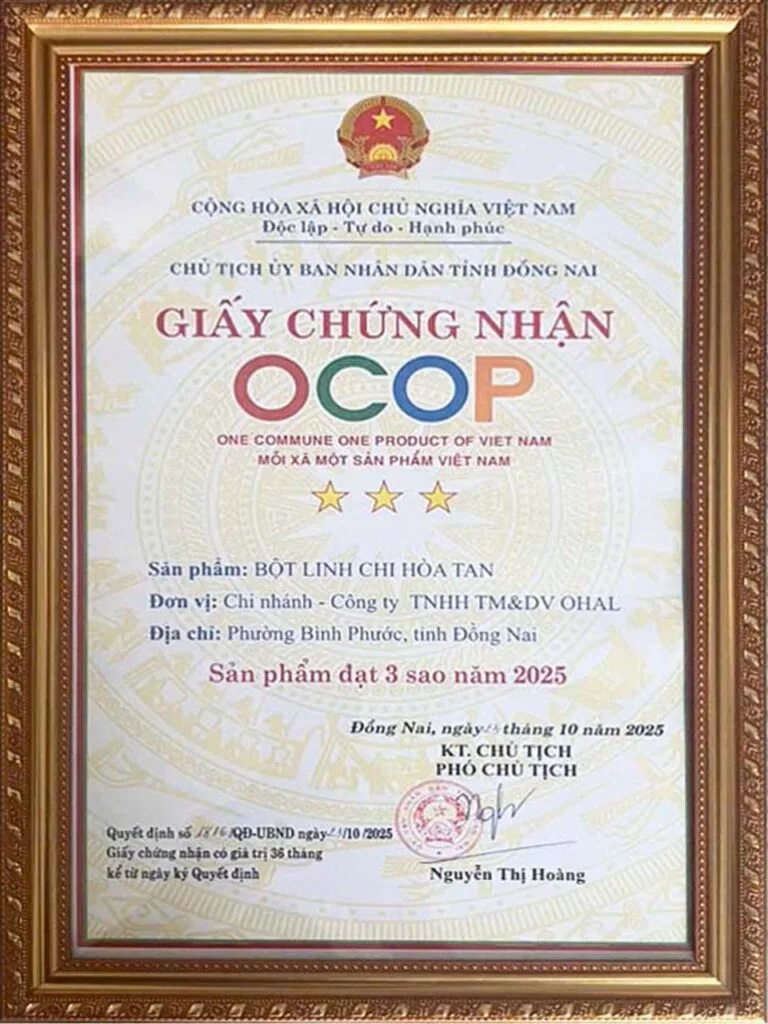 CỘNG HÒA XÃ HỘI CHỦ NGHĨA VIỆT NAM
Độc lập - Tự do - Hạnh phúc
CHỦ TỊCH ỦY BAN NHÂN DÂN TỈNH ĐỒNG NAI
GIẤY CHỨNG NHẬN
OCOP
ONE COMMUNE ONE PRODUCT OF VIET NAM
MỖI XÃ MỘT SẢN PHẨM VIỆT NAM
Sản phẩm: BỘT LINH CHI HÒA TAN
Đơn vị: Chi nhánh - Công ty TNHH TM&DV OHAL
Địa chỉ: Phường Bình Phước, tỉnh Đồng Nai
Sản phẩm đạt 3 sao năm 2025
Đồng Nai, ngày tháng 10 năm 2025
KT. CHỦ TỊCH
PHÓ CHỦ TỊCH
Quyết định số /QĐ-UBND ngày /10/2025
Giấy chứng nhận có giá trị 36 tháng
kể từ ngày ký Quyết định
Nguyễn Thị Hoàng